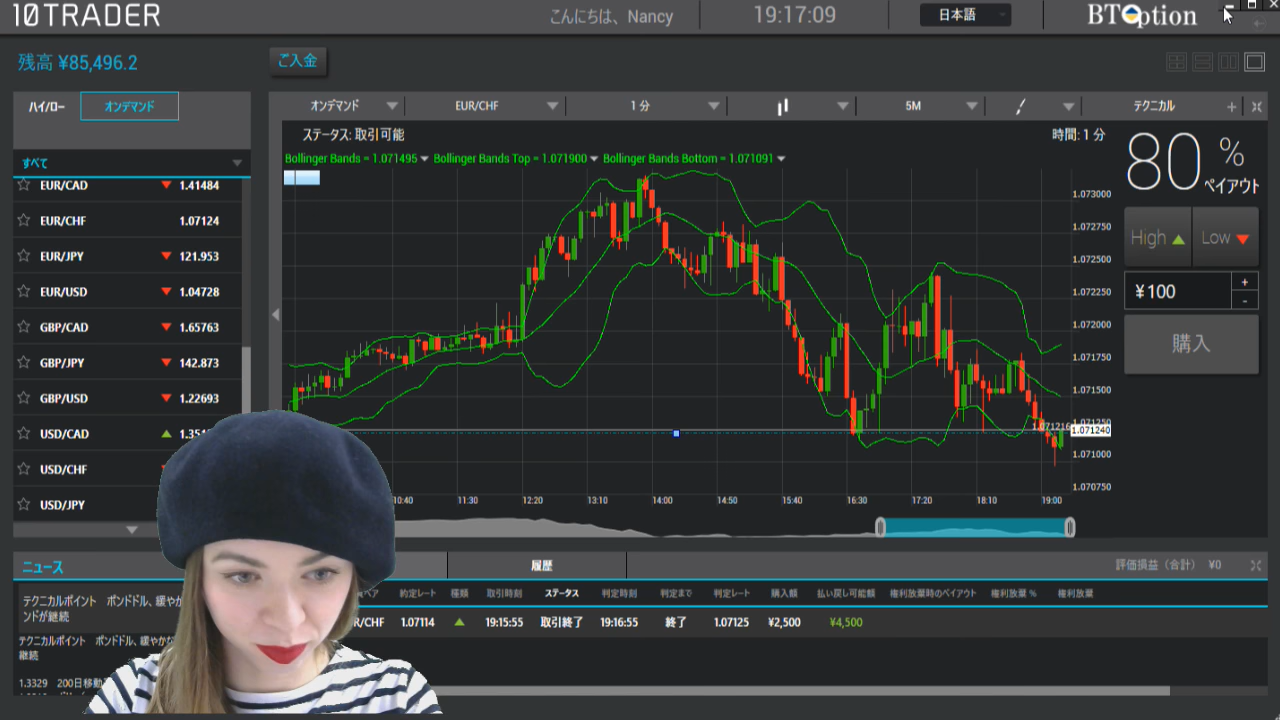 10TRADER
こんにちは、Nancy
19:17:09
日本語
BTOption
残高 ¥85,496.2
ご入金
ハイ/ロー オンデマンド
すべて
EUR/CAD 1.41484
EUR/CHF 1.07124
EUR/JPY 121.953
EUR/USD 1.04728
GBP/CAD 1.65763
GBP/JPY 142.873
GBP/USD 1.22693
USD/CAD 1.351
USD/CHF
USD/JPY
オンデマンド EUR/CHF 1 分 5M テクニカル
ステータス: 取引可能 時間: 1 分
Bollinger Bands = 1.071495 Bollinger Bands Top = 1.071900 Bollinger Bands Bottom = 1.071091
1.073000
1.072750
1.072500
1.072250
1.072000
1.071750
1.071500
1.071240
1.071000
1.070750
10:40 11:30 12:20 13:10 14:00 14:50 15:40 16:30 17:20 18:10 19:00
80 %
ペイアウト
High Low
¥100 + -
購入
ニュース
テクニカルポイント ポンドドル、緩やか
ンドが継続
テクニカルポイント ポンドドル、緩やかな
継続
1.3329 200日移動
履歴 評価損益（合計） ¥0
ペア 約定レート 種類 取引時刻 ステータス 判定時刻 判定まで 判定レート 購入額 払い戻し可能額 権利放棄時のペイアウト 権利放棄 % 権利放棄
R/CHF 1.07114 19:15:55 取引終了 19:16:55 終了 1.07125 ¥2,500 ¥4,500